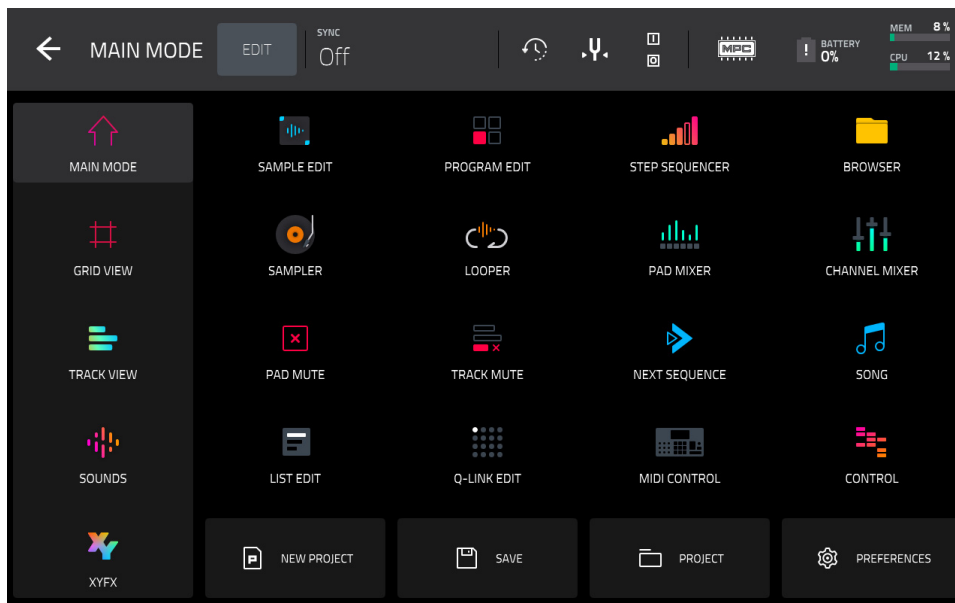 MAIN MODE
EDIT
SYNC
Off
I
O
MPC
!
BATTERY
0%
MEM 8 %
CPU 12 %
MAIN MODE
SAMPLE EDIT
PROGRAM EDIT
STEP SEQUENCER
BROWSER
GRID VIEW
SAMPLER
LOOPER
PAD MIXER
CHANNEL MIXER
TRACK VIEW
PAD MUTE
TRACK MUTE
NEXT SEQUENCE
SONG
SOUNDS
LIST EDIT
Q-LINK EDIT
MIDI CONTROL
CONTROL
XY
XYFX
P
NEW PROJECT
SAVE
PROJECT
PREFERENCES